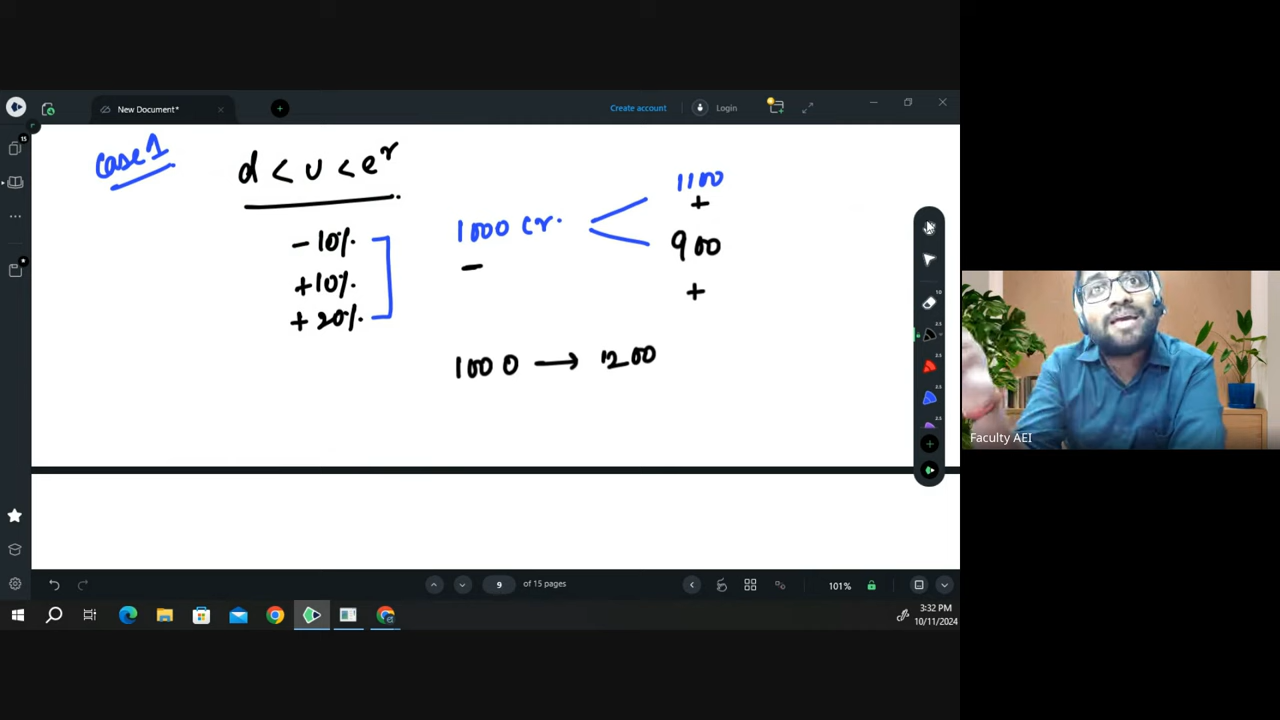 New Document*
Create account
Login
15
Case 1
d < u < e^r
-10%.
+10%.
+20%.
1000 Cr.
-
1100
+
900
+
1000 → 1200
9
of 15 pages
101%
Faculty AEI
3:32 PM
10/11/2024